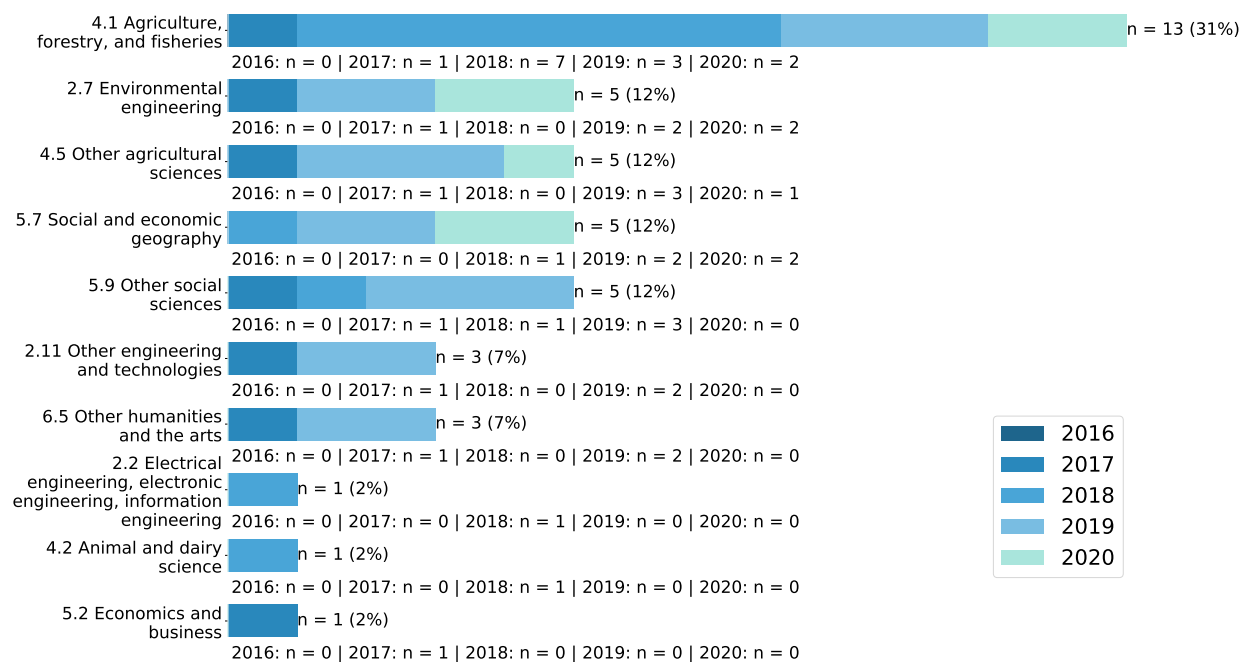 4.1 Agriculture,
forestry, and fisheries
n = 13 (31%)
2016: n = 0 | 2017: n = 1 | 2018: n = 7 | 2019: n = 3 | 2020: n = 2
2.7 Environmental
engineering
n = 5 (12%)
2016: n = 0 | 2017: n = 1 | 2018: n = 0 | 2019: n = 2 | 2020: n = 2
4.5 Other agricultural
sciences
n = 5 (12%)
2016: n = 0 | 2017: n = 1 | 2018: n = 0 | 2019: n = 3 | 2020: n = 1
5.7 Social and economic
geography
n = 5 (12%)
2016: n = 0 | 2017: n = 0 | 2018: n = 1 | 2019: n = 2 | 2020: n = 2
5.9 Other social
sciences
n = 5 (12%)
2016: n = 0 | 2017: n = 1 | 2018: n = 1 | 2019: n = 3 | 2020: n = 0
2.11 Other engineering
and technologies
n = 3 (7%)
2016: n = 0 | 2017: n = 1 | 2018: n = 0 | 2019: n = 2 | 2020: n = 0
6.5 Other humanities
and the arts
n = 3 (7%)
2016: n = 0 | 2017: n = 1 | 2018: n = 0 | 2019: n = 2 | 2020: n = 0
2.2 Electrical
engineering, electronic
engineering, information
engineering
n = 1 (2%)
2016: n = 0 | 2017: n = 0 | 2018: n = 1 | 2019: n = 0 | 2020: n = 0
4.2 Animal and dairy
science
n = 1 (2%)
2016: n = 0 | 2017: n = 0 | 2018: n = 1 | 2019: n = 0 | 2020: n = 0
5.2 Economics and
business
n = 1 (2%)
2016: n = 0 | 2017: n = 1 | 2018: n = 0 | 2019: n = 0 | 2020: n = 0
2016
2017
2018
2019
2020